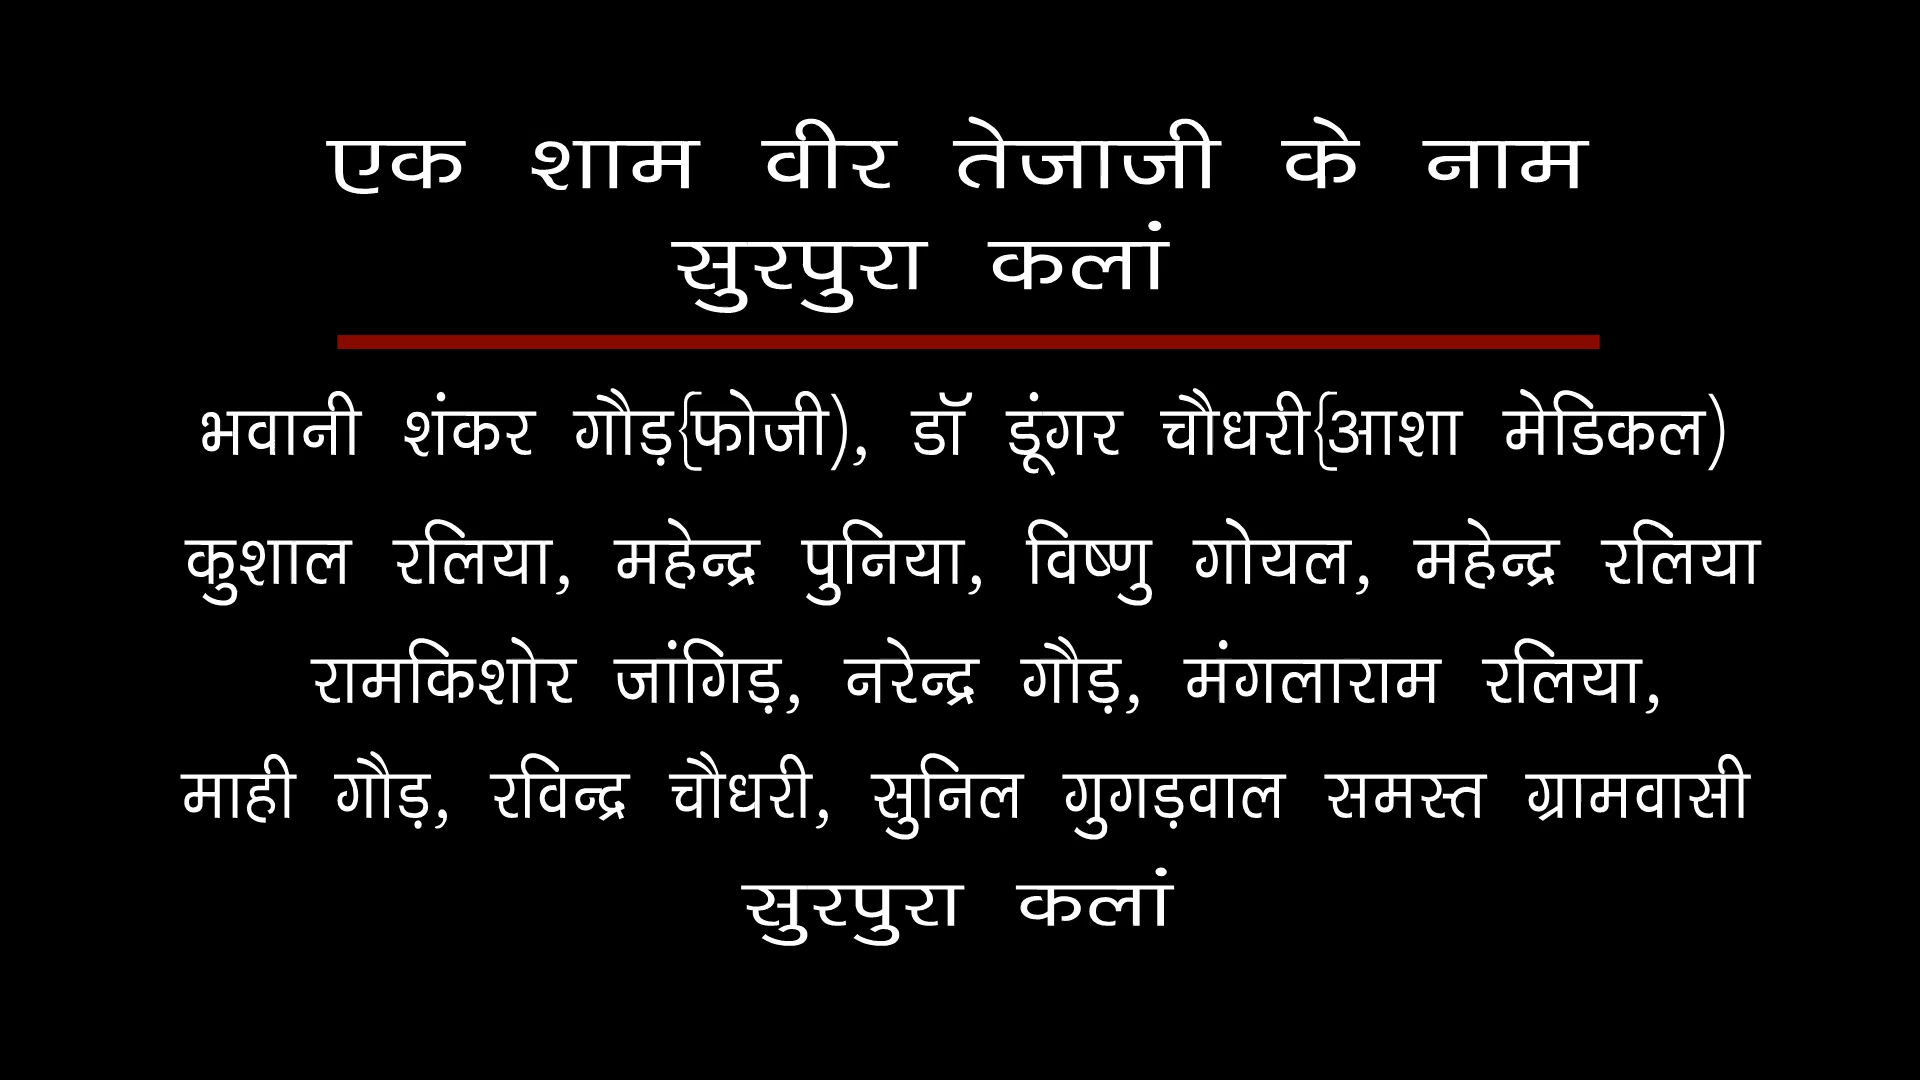 एक शाम वीर तेजाजी के नाम
सुरपुरा कलां
भवानी शंकर गौड़{फोजी), डॉ डूंगर चौधरी{आशा मेडिकल)
कुशाल रलिया, महेन्द्र पुनिया, विष्णु गोयल, महेन्द्र रलिया
रामकिशोर जांगिड़, नरेन्द्र गौड़, मंगलाराम रलिया,
माही गौड़, रविन्द्र चौधरी, सुनिल गुगड़वाल समस्त ग्रामवासी
सुरपुरा कलां